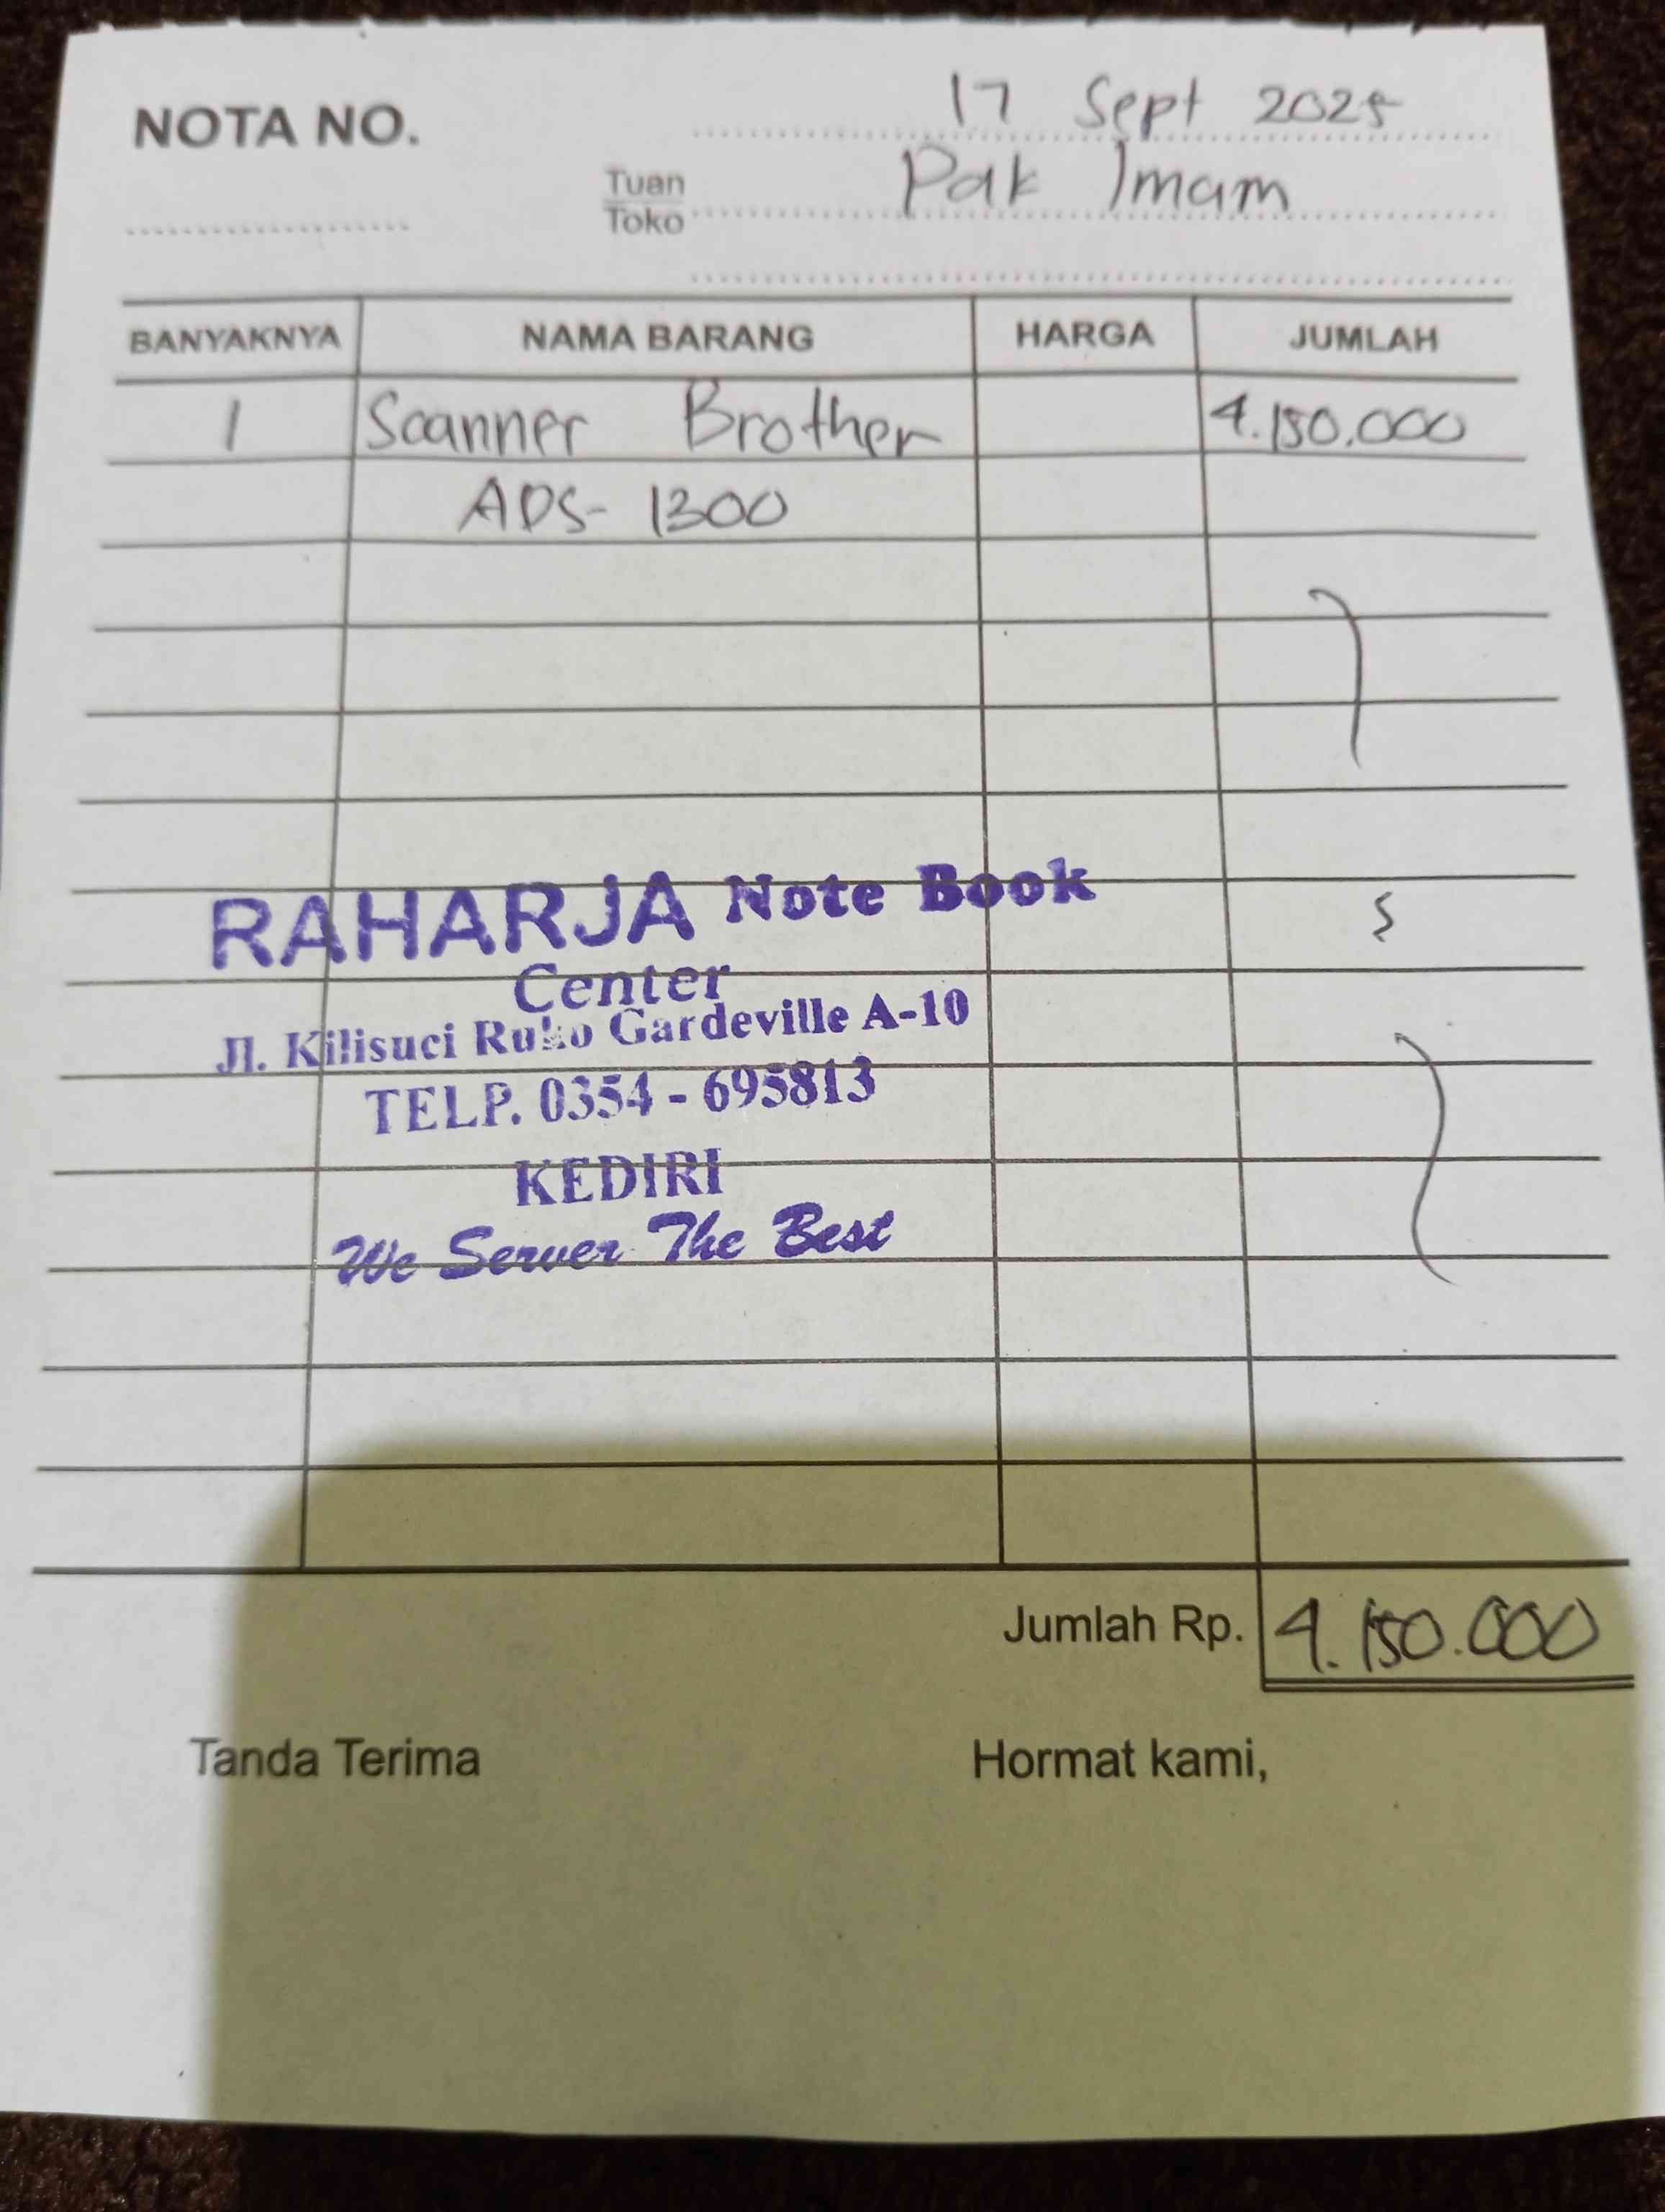 NOTA NO.
17 Sept 2025
Tuan
Toko
Pak Imam
BANYAKNYA NAMA BARANG HARGA JUMLAH
1 Scanner Brother 4.150.000
ADS-1300
RAHARJA Note Book
Center
Jl. Kilisuci Ruko Gardeville A-10
TELP. 0354 - 695813
KEDIRI
We Server The Best
Jumlah Rp. 4.150.000
Tanda Terima Hormat kami,